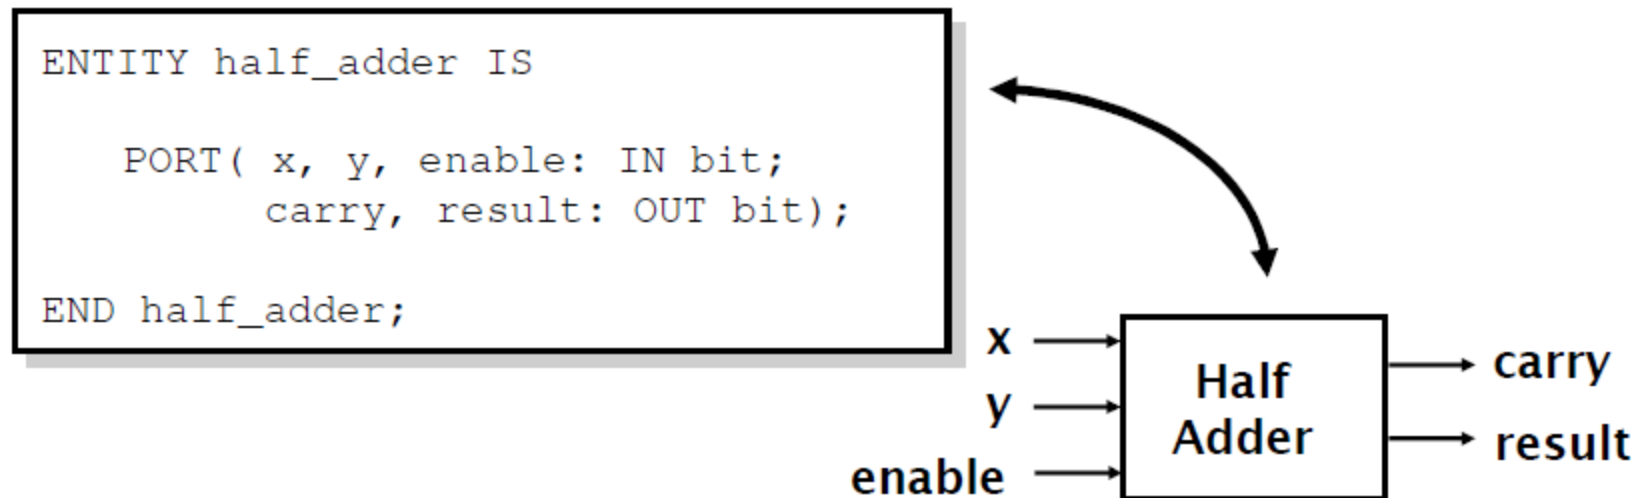 ENTITY half_adder IS
PORT( x, y, enable: IN bit;
carry, result: OUT bit);
END half_adder;
x
y
enable
Half
Adder
carry
result